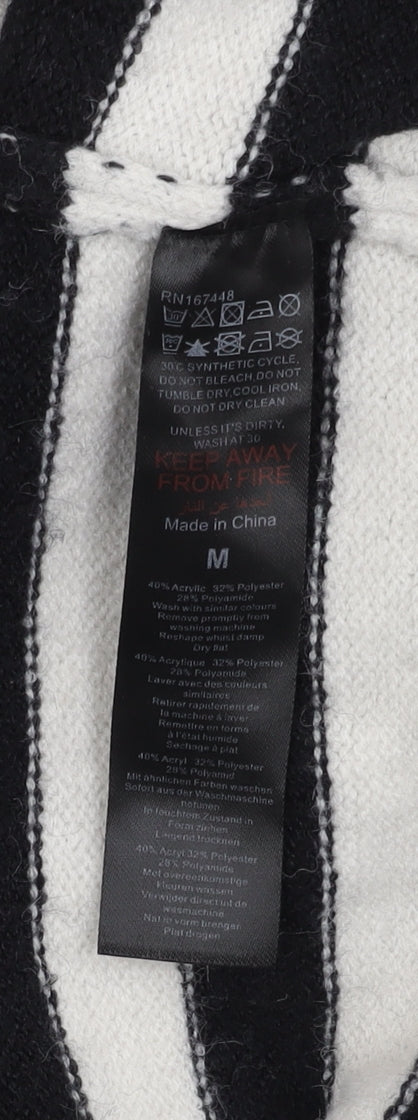 RN167448
30°C SYNTHETIC CYCLE,
DO NOT BLEACH DO NOT
TUMBLE DRY,COOL IRON,
DO NOT DRY CLEAN
UNLESS IT'S DIRTY,
WASH AT 30
KEEP AWAY
FROM FIRE
Made in China
M
40% Acrylic 32% Polyester
28% Polyamide
Wash with similar colours
Remove promptly from
washing machine
Reshape whilst damp
Dry flat
40% Acrylique 32% Polyester
28% Polyamide
Laver avec des couleurs
similaires
Retirer rapidement de
la machine à laver
Remettre en forme
à l'état humide
Séchage à plat
40% Acryl 32% Polyester
28% Polyamid
Mit ähnlichen Farben waschen
Sofort aus der Waschmaschine
nehmen
In feuchtem Zustand in
Form ziehen
Liegend trocknen
40% Acryl 32% Polyester
28% Polyamide
Met overeenkomstige
kleuren wassen
Verwijder direct uit de
wasmachine
Nat in vorm brengen
Plat drogen